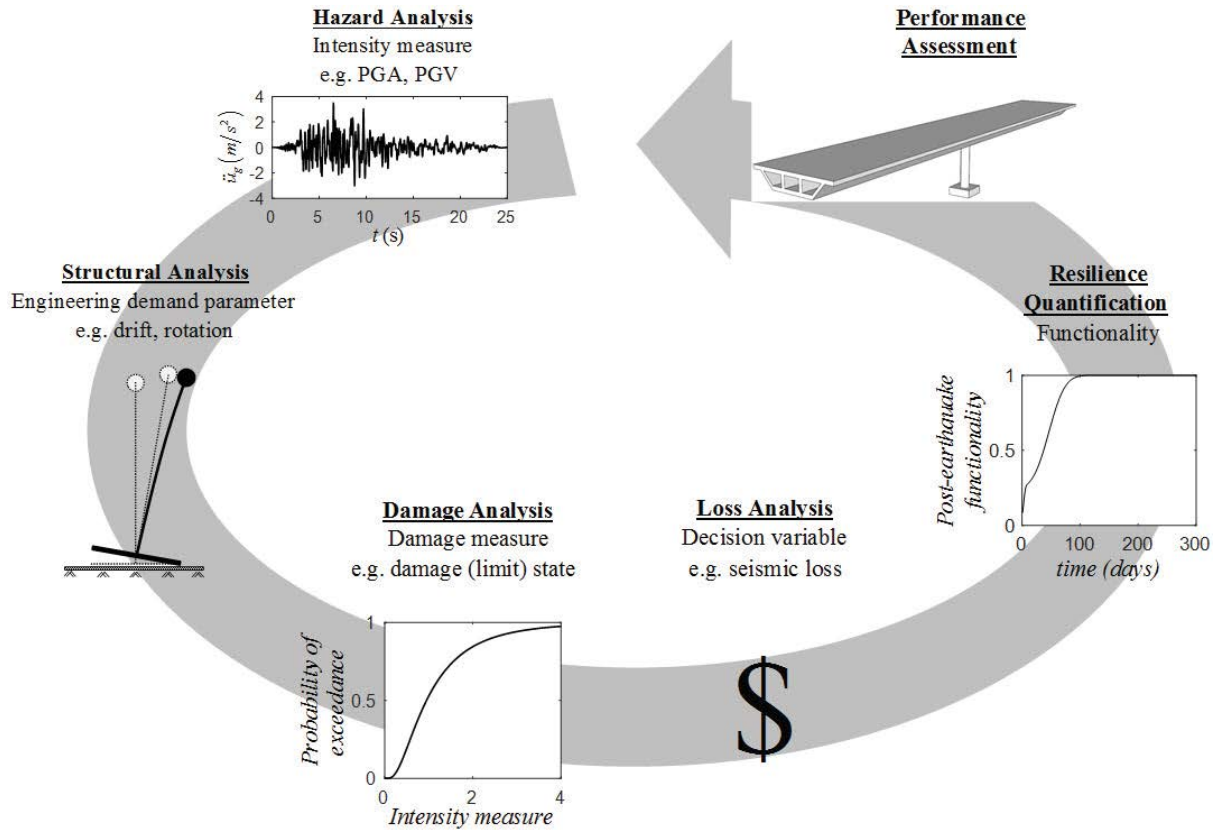 Hazard Analysis
Intensity measure
e.g. PGA, PGV
4
2
0
-2
-4
ü_g (m/s²)
0 5 10 15 20 25
t (s)
Performance
Assessment
Structural Analysis
Engineering demand parameter
e.g. drift, rotation
Resilience
Quantification
Functionality
1
0.5
0
Post-earthquake
functionality
0 100 200 300
time (days)
Damage Analysis
Damage measure
e.g. damage (limit) state
1
0.5
0
Probability of
exceedance
0 2 4
Intensity measure
Loss Analysis
Decision variable
e.g. seismic loss
$